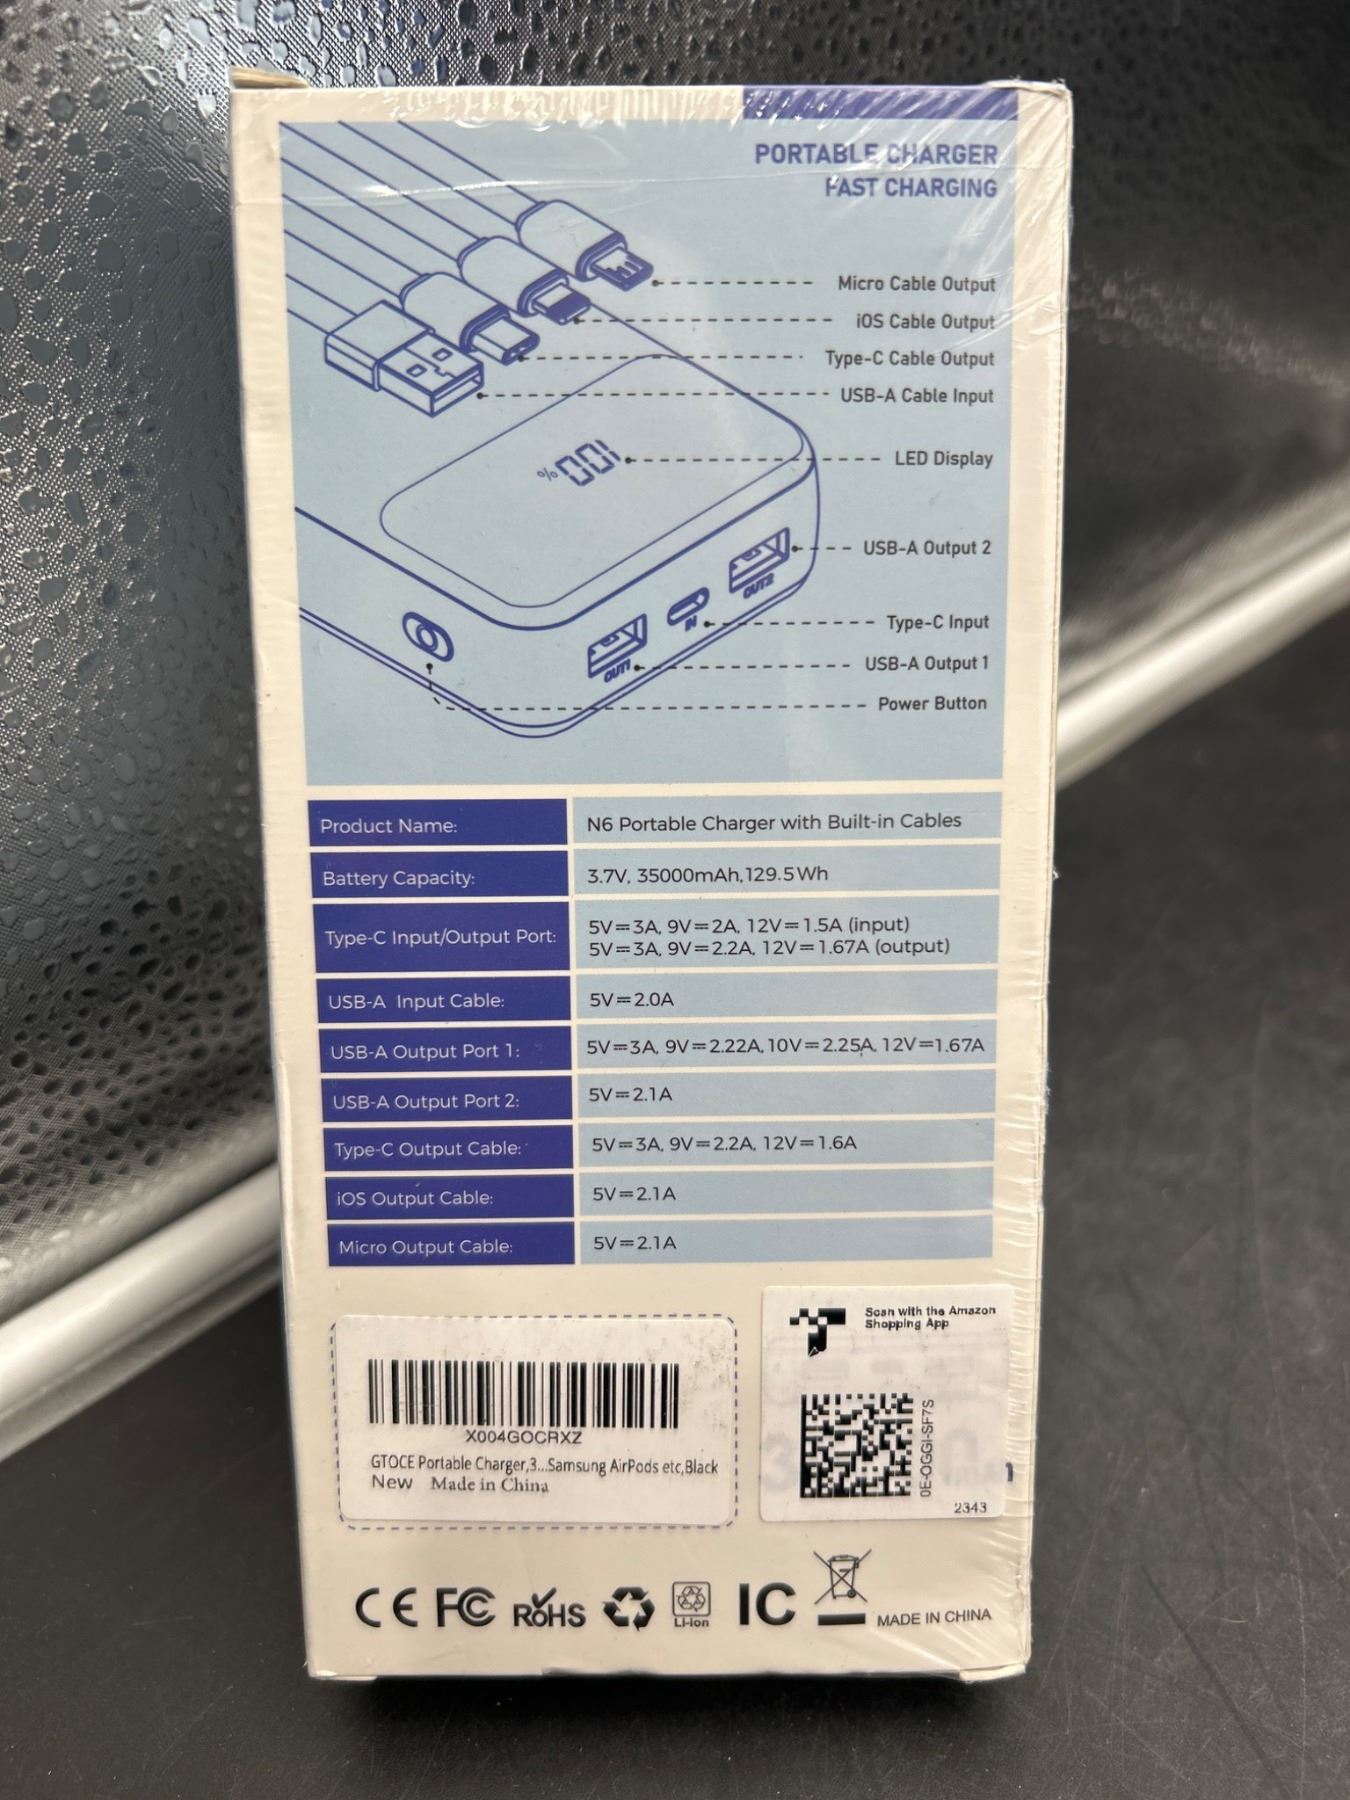 PORTABLE CHARGER
FAST CHARGING
Micro Cable Output
iOS Cable Output
Type-C Cable Output
USB-A Cable Input
100%
LED Display
USB-A Output 2
OUT2
Type-C Input
IN
USB-A Output 1
OUT1
Power Button
Product Name: N6 Portable Charger with Built-in Cables
Battery Capacity: 3.7V, 35000mAh,129.5Wh
Type-C Input/Output Port: 5V⎓3A, 9V⎓2A, 12V⎓1.5A (input)
5V⎓3A, 9V⎓2.2A, 12V⎓1.67A (output)
USB-A Input Cable: 5V⎓2.0A
USB-A Output Port 1: 5V⎓3A, 9V⎓2.22A,10V⎓2.25A, 12V⎓1.67A
USB-A Output Port 2: 5V⎓2.1A
Type-C Output Cable: 5V⎓3A, 9V⎓2.2A, 12V⎓1.6A
iOS Output Cable: 5V⎓2.1A
Micro Output Cable: 5V⎓2.1A
Scan with the Amazon
Shopping App
X004GOCRXZ
GTOCE Portable Charger,3...Samsung AirPods etc,Black
New Made in China
0E-OGGI-SF7S
2343
CE FC RoHS Li-ion IC MADE IN CHINA